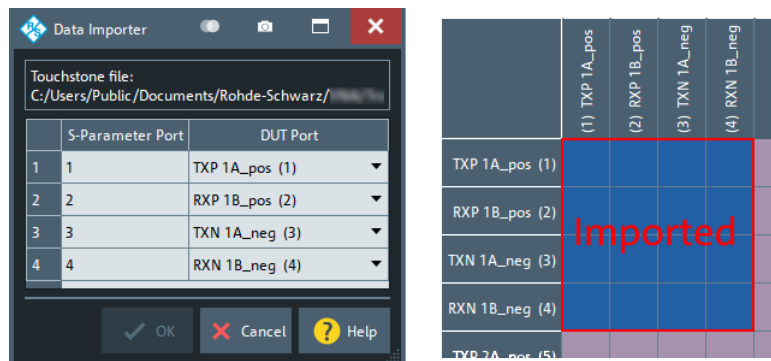 Data Importer
Touchstone file:
C:/Users/Public/Documents/Rohde-Schwarz/
S-Parameter Port DUT Port
1 1 TXP 1A_pos (1)
2 2 RXP 1B_pos (2)
3 3 TXN 1A_neg (3)
4 4 RXN 1B_neg (4)
OK Cancel ? Help
(1) TXP 1A_pos
(2) RXP 1B_pos
(3) TXN 1A_neg
(4) RXN 1B_neg
TXP 1A_pos (1)
RXP 1B_pos (2)
Imported
TXN 1A_neg (3)
RXN 1B_neg (4)
TXP 2A_pos (5)